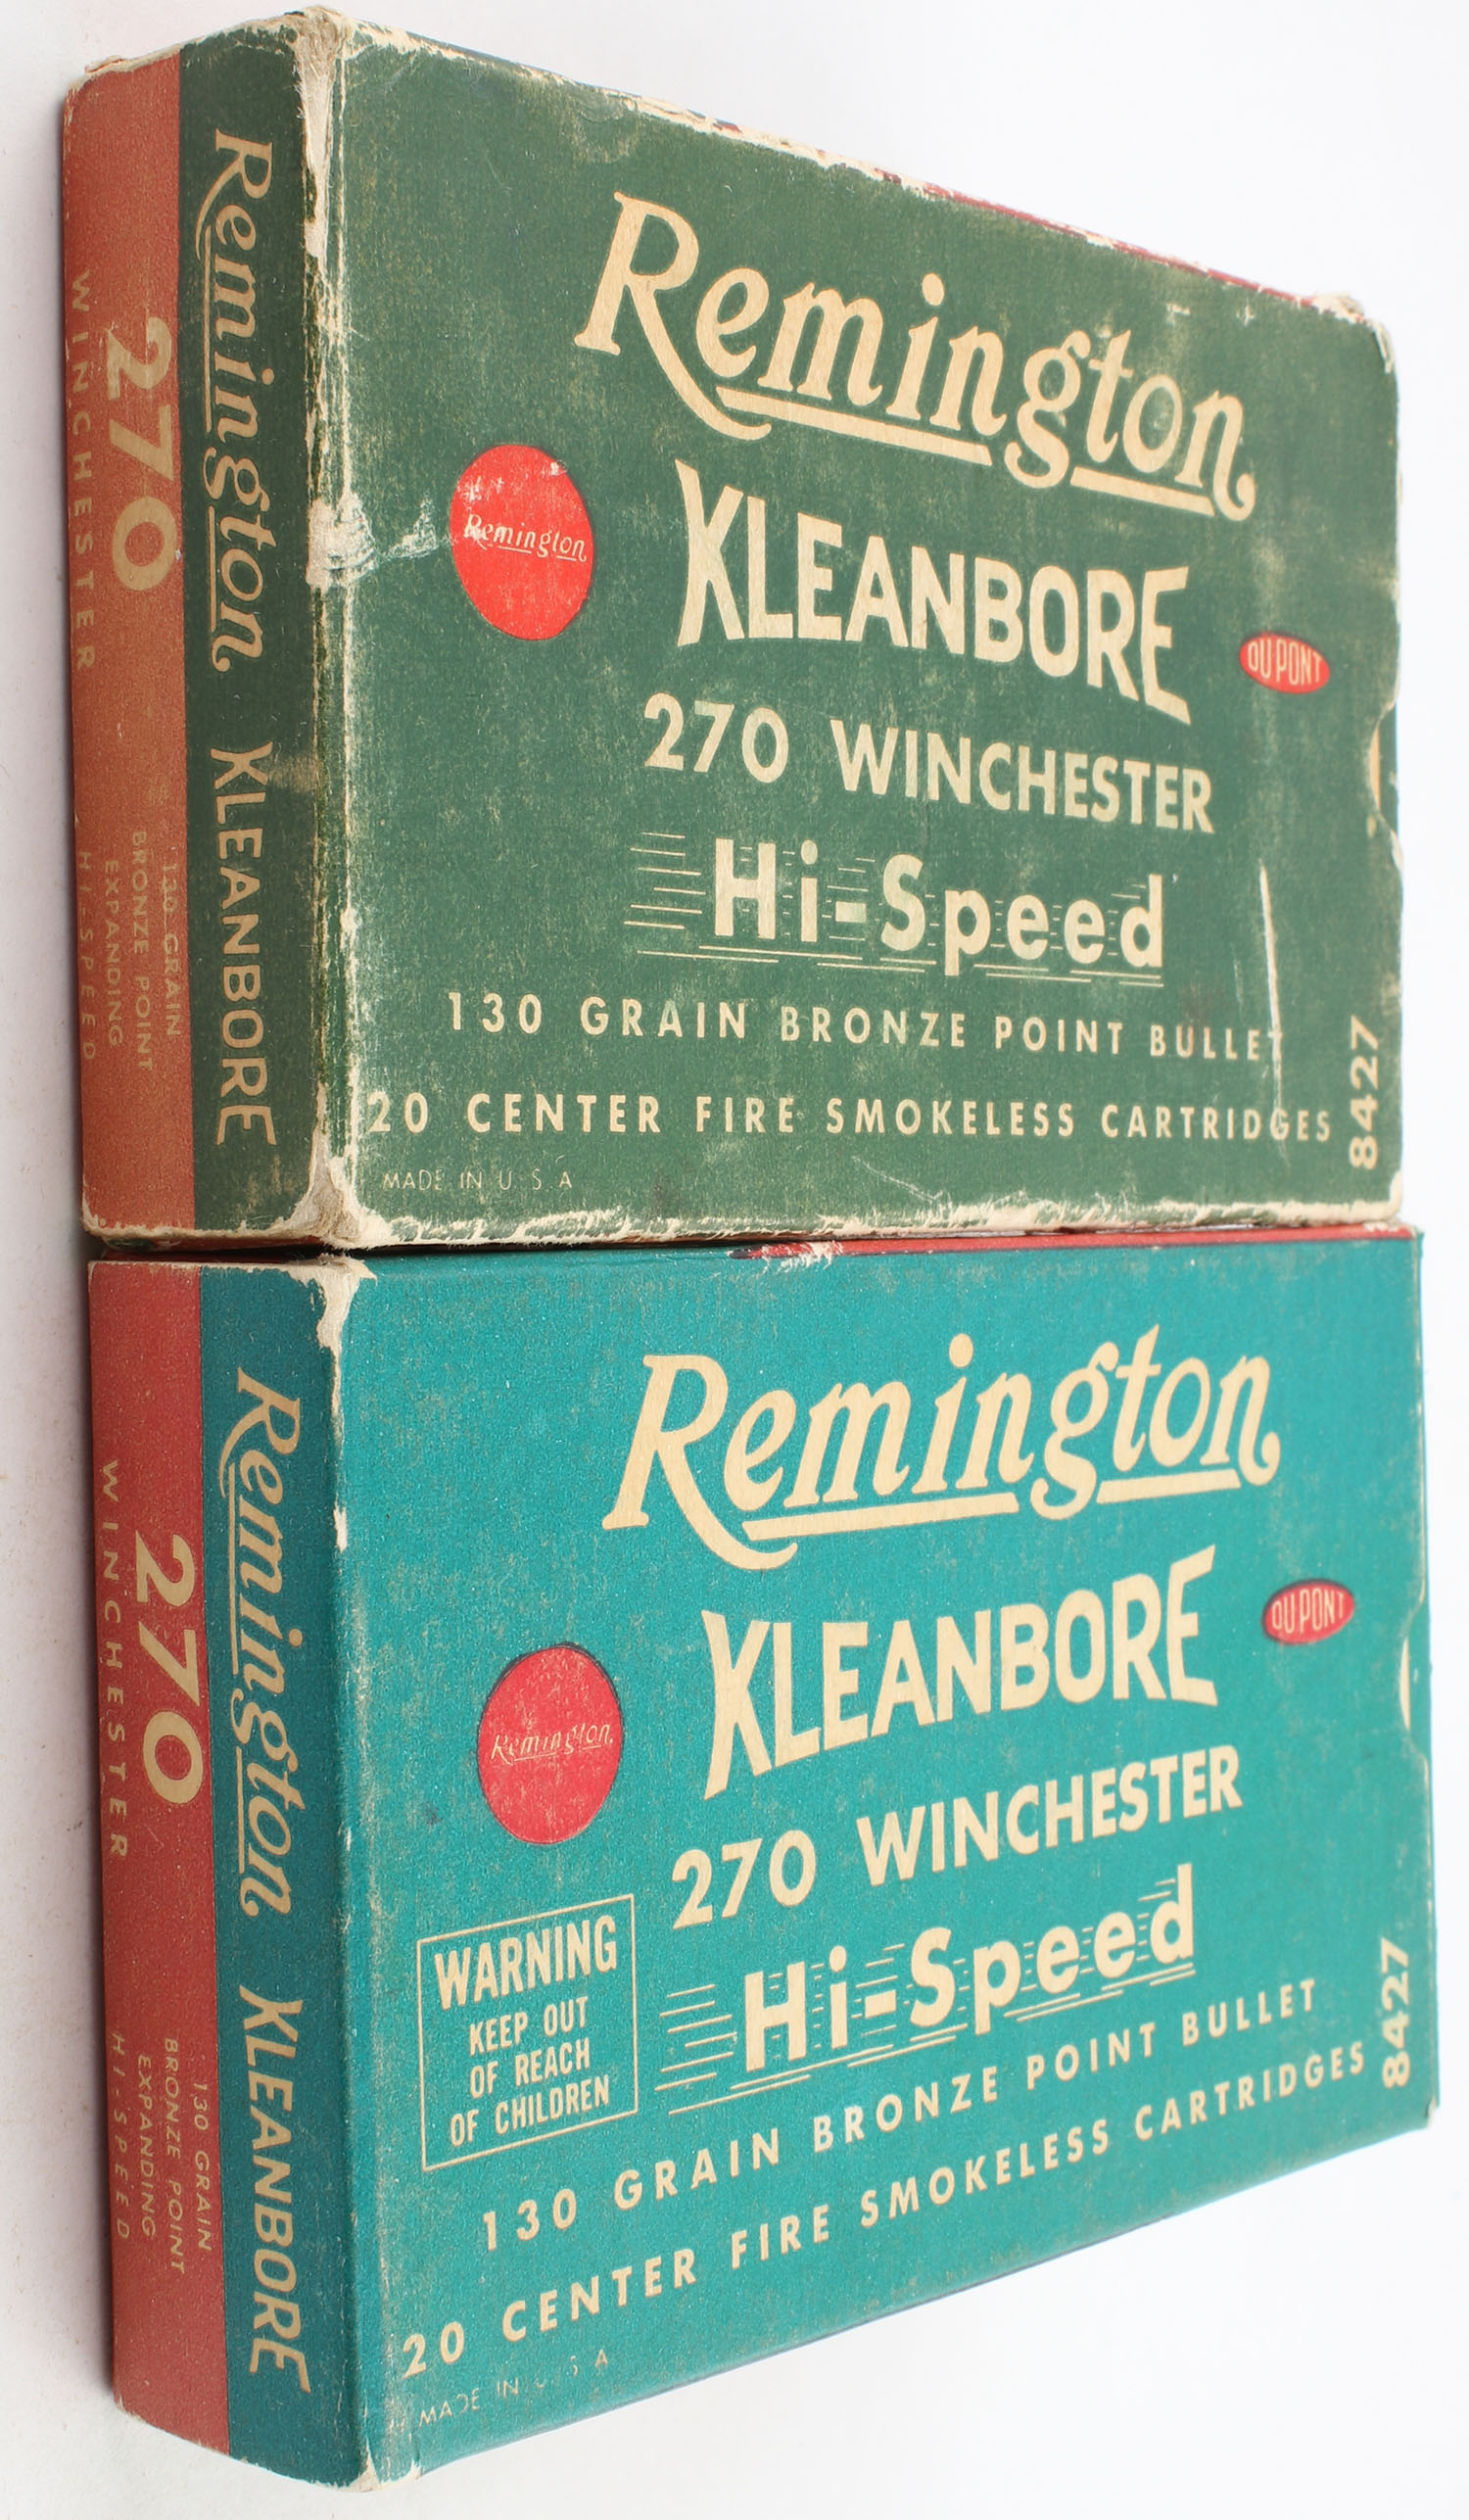 Remington
KLEANBORE
270 WINCHESTER
Hi-Speed
130 GRAIN BRONZE POINT BULLET
20 CENTER FIRE SMOKELESS CARTRIDGES
MADE IN U.S.A
8427
Remington
DU PONT
Remington KLEANBORE
270
WINCHESTER
130 GRAIN
BRONZE POINT
EXPANDING
HI-SPEED
Remington
KLEANBORE
270 WINCHESTER
Hi-Speed
130 GRAIN BRONZE POINT BULLET
20 CENTER FIRE SMOKELESS CARTRIDGES
MADE IN U.S.A
8427
Remington
DU PONT
WARNING
KEEP OUT
OF REACH
OF CHILDREN
Remington KLEANBORE
270
WINCHESTER
130 GRAIN
BRONZE POINT
EXPANDING
HI-SPEED